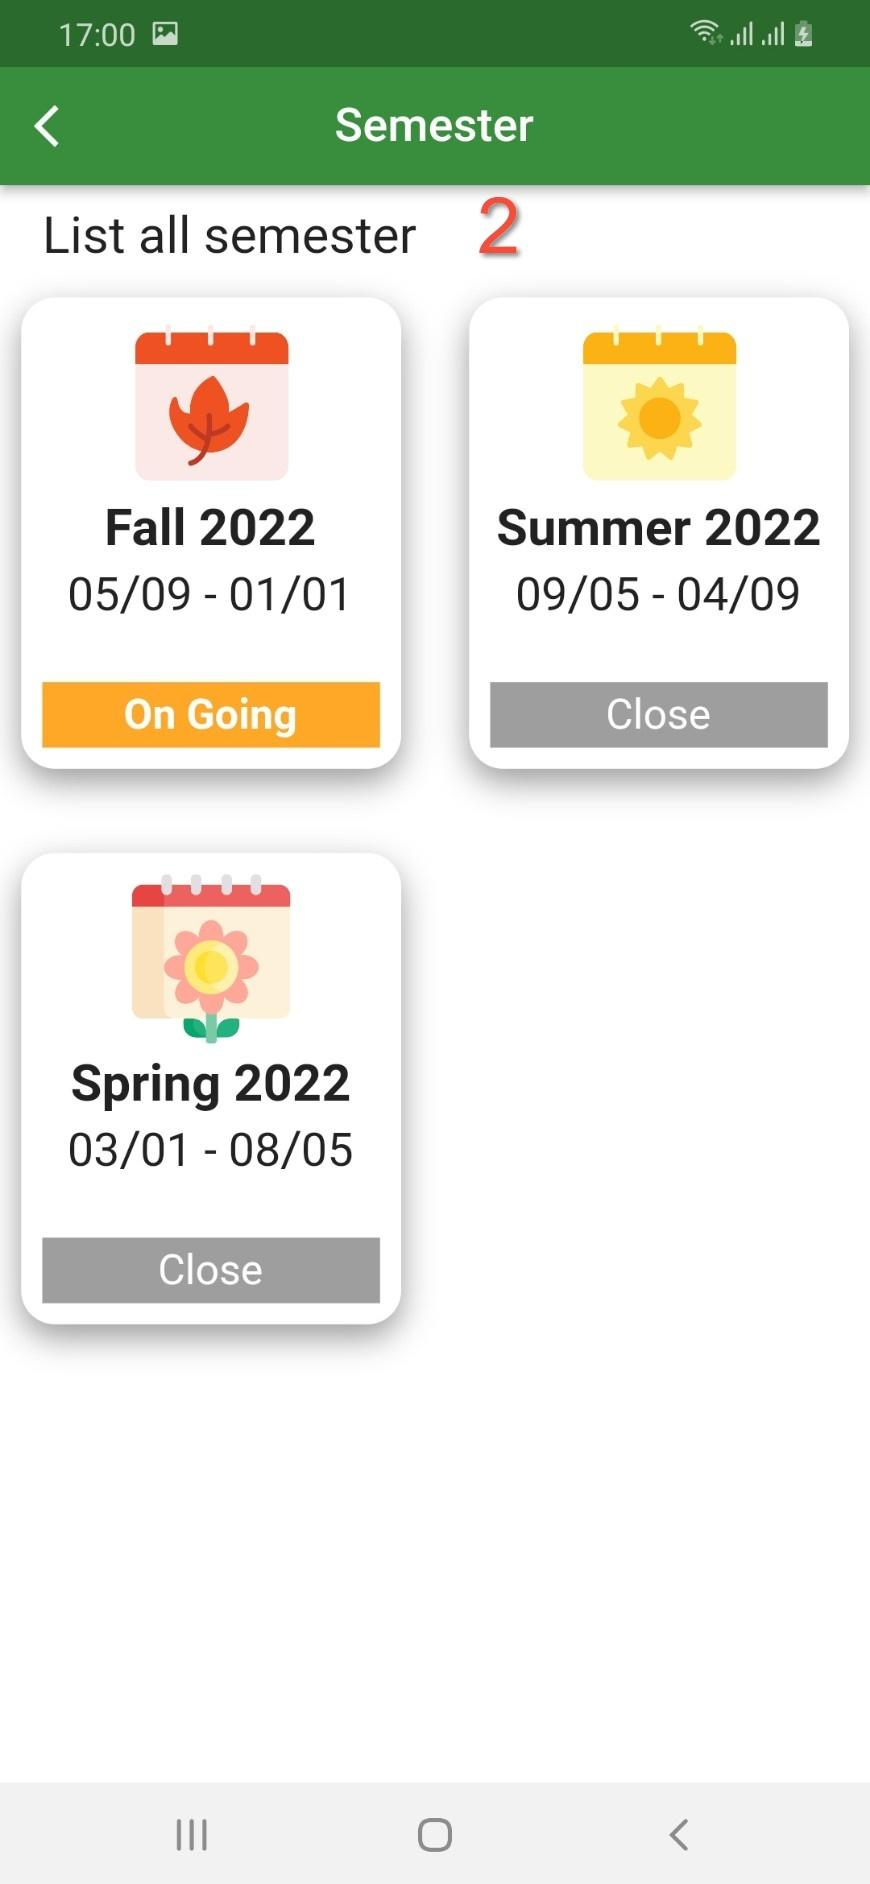 17:00
Semester
List all semester 2
Fall 2022
05/09 - 01/01
On Going
Summer 2022
09/05 - 04/09
Close
Spring 2022
03/01 - 08/05
Close